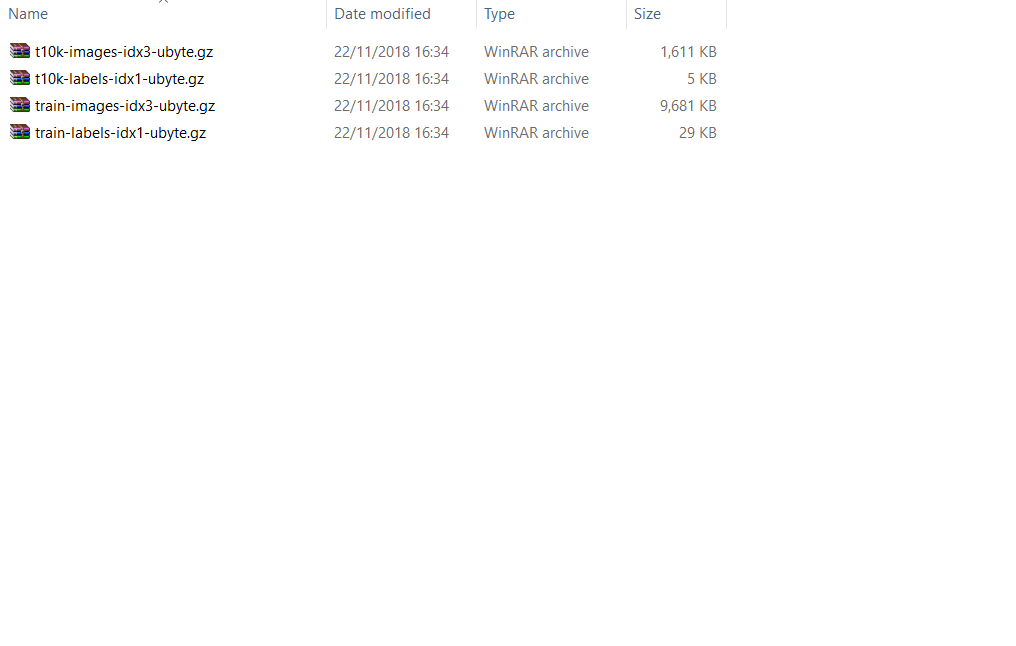 Name Date modified Type Size
t10k-images-idx3-ubyte.gz 22/11/2018 16:34 WinRAR archive 1,611 KB
t10k-labels-idx1-ubyte.gz 22/11/2018 16:34 WinRAR archive 5 KB
train-images-idx3-ubyte.gz 22/11/2018 16:34 WinRAR archive 9,681 KB
train-labels-idx1-ubyte.gz 22/11/2018 16:34 WinRAR archive 29 KB